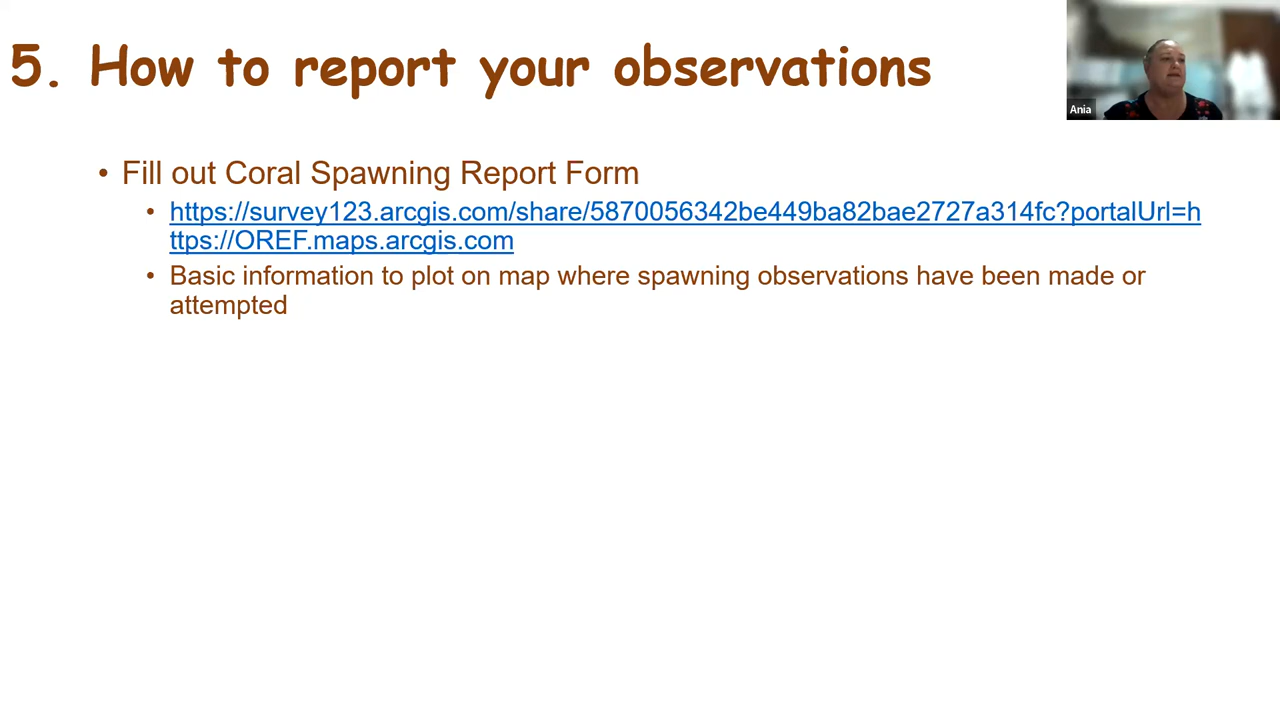 5. How to report your observations
Ania
• Fill out Coral Spawning Report Form
• https://survey123.arcgis.com/share/5870056342be449ba82bae2727a314fc?portalUrl=h
ttps://OREF.maps.arcgis.com
• Basic information to plot on map where spawning observations have been made or
attempted